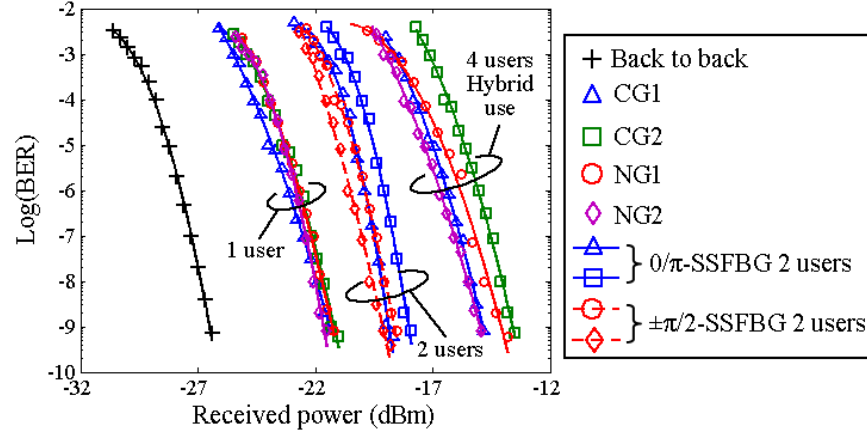 -2
-3
-4
-5
-6
-7
-8
-9
-10
Log(BER)
-32
-27
-22
-17
-12
Received power (dBm)
1 user
2 users
4 users
Hybrid
use
Back to back
CG1
CG2
NG1
NG2
0/π-SSFBG 2 users
±π/2-SSFBG 2 users